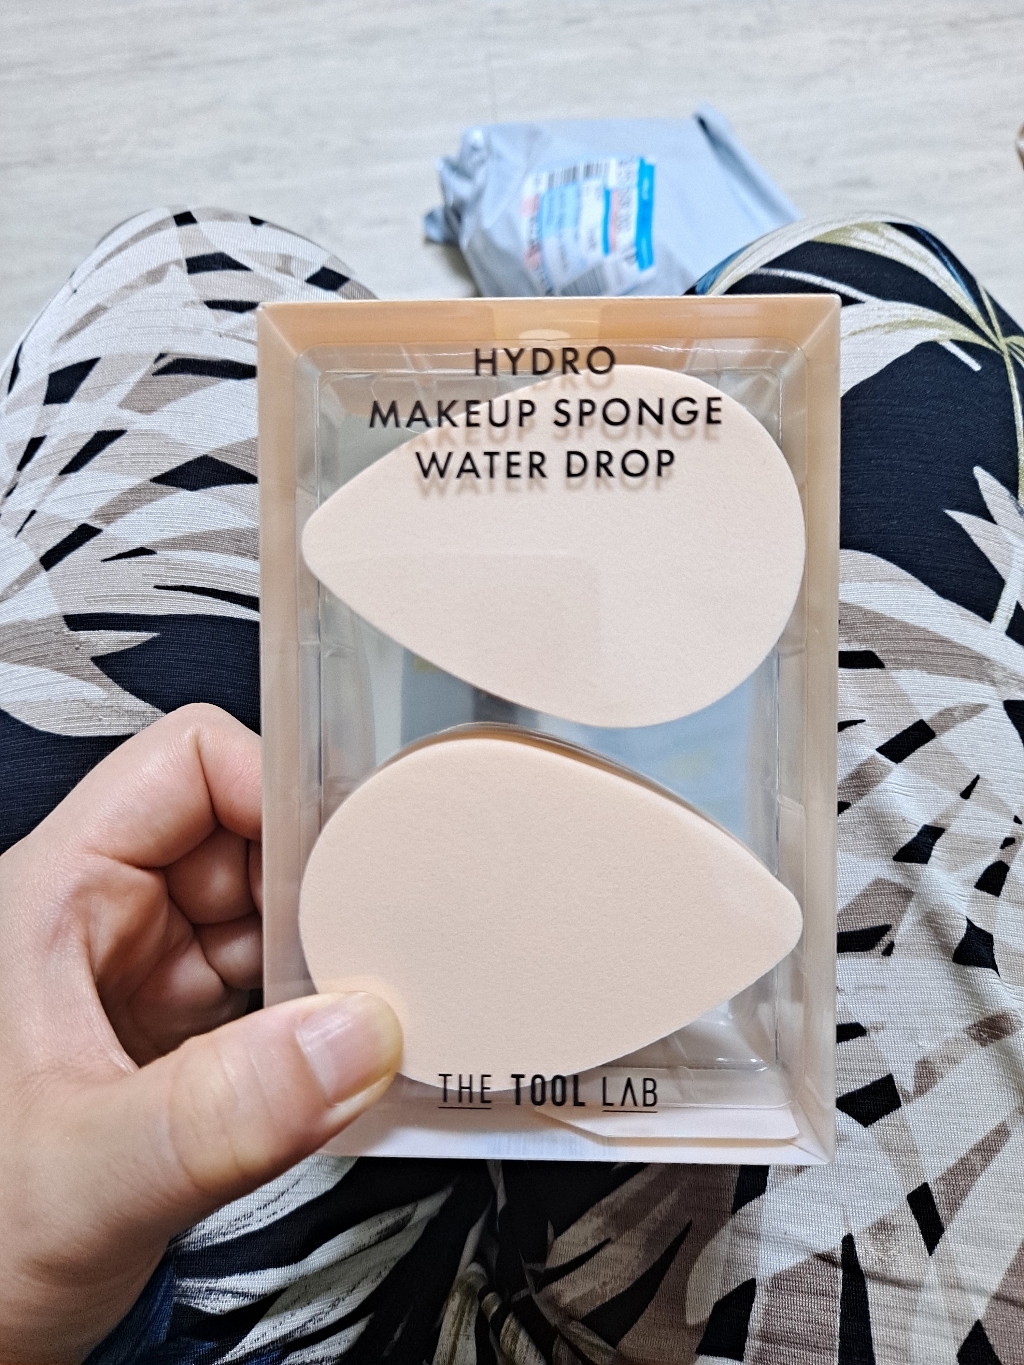 HYDRO
MAKEUP SPONGE
WATER DROP
THE TOOL LAB